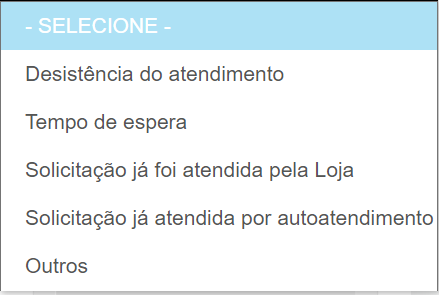 - SELECIONE -
Desistência do atendimento
Tempo de espera
Solicitação já foi atendida pela Loja
Solicitação já atendida por autoatendimento
Outros